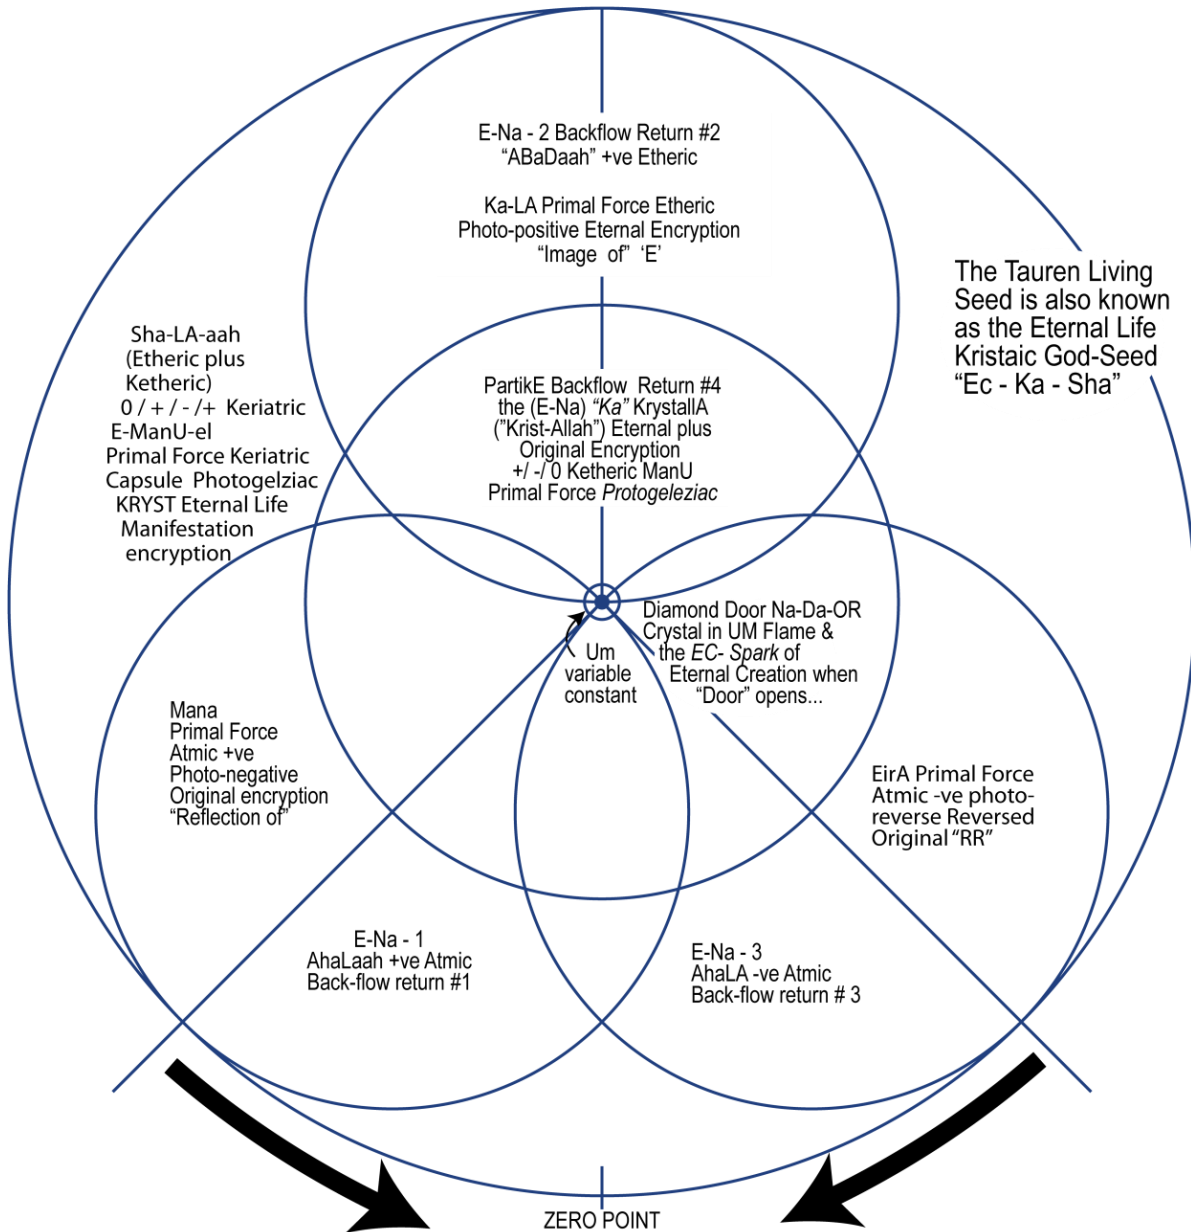 E-Na - 2 Backflow Return #2
“ABaDaah” +ve Etheric
Ka-LA Primal Force Etheric
Photo-positive Eternal Encryption
“Image of” ‘E’
The Tauren Living
Seed is also known
as the Eternal Life
Kristaic God-Seed
“Ec - Ka - Sha”
Sha-LA-aah
(Etheric plus
Ketheric)
0 / + / - /+ Keriatric
E-ManU-el
Primal Force Keriatric
Capsule Photogelziac
KRYST Eternal Life
Manifestation
encryption
PartikE Backflow Return #4
the (E-Na) “Ka” KrystallA
("Krist-Allah”) Eternal plus
Original Encryption
+/ -/ 0 Ketheric ManU
Primal Force Protogeleziac
Um
variable
constant
Diamond Door Na-Da-OR
Crystal in UM Flame &
the EC- Spark of
Eternal Creation when
“Door” opens...
Mana
Primal Force
Atmic +ve
Photo-negative
Original encryption
“Reflection of”
EirA Primal Force
Atmic -ve photo-
reverse Reversed
Original “RR”
E-Na - 1
AhaLaah +ve Atmic
Back-flow return #1
E-Na - 3
AhaLA -ve Atmic
Back-flow return # 3
ZERO POINT